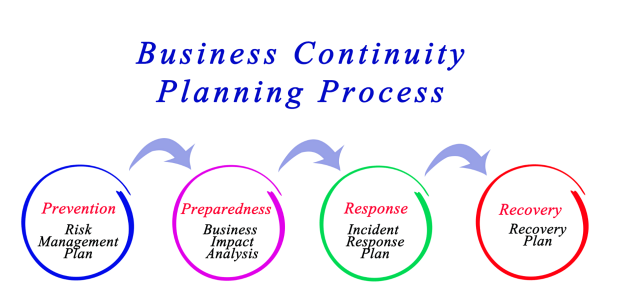 Business Continuity
Planning Process
Prevention
Risk
Management
Plan
Preparedness
Business
Impact
Analysis
Response
Incident
Response
Plan
Recovery
Recovery
Plan